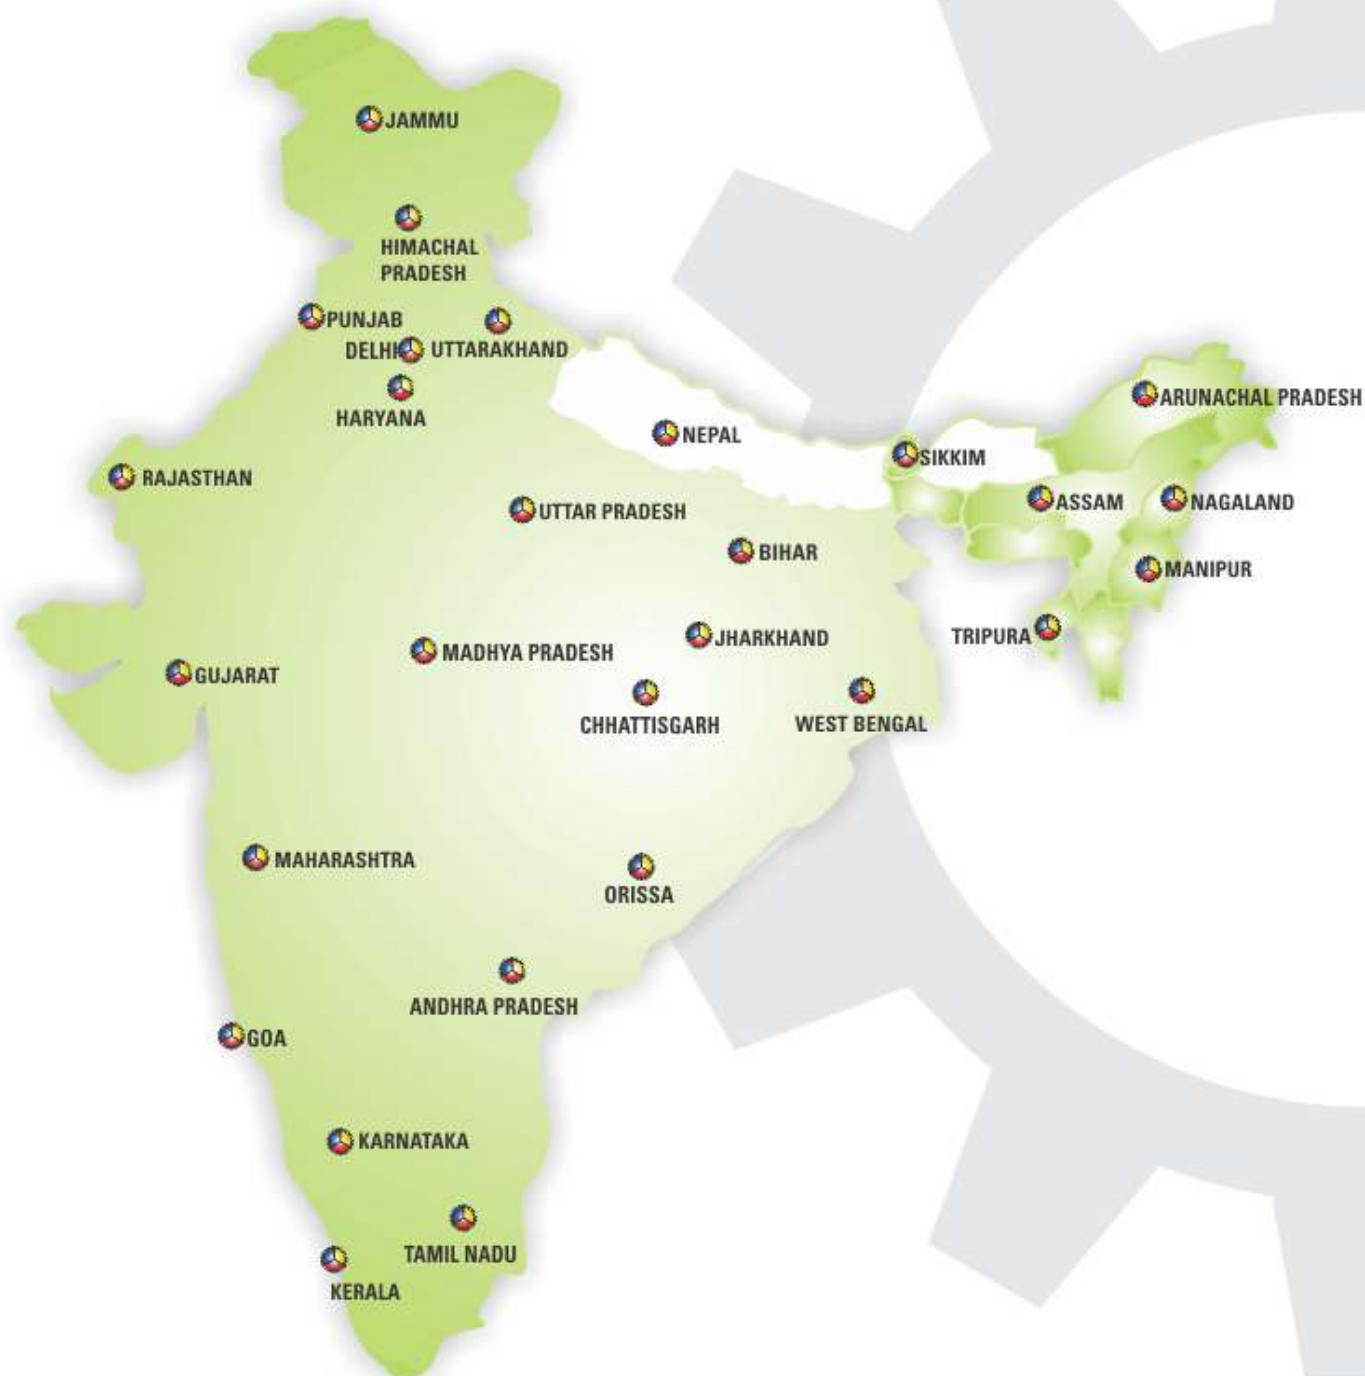 JAMMU
HIMACHAL
PRADESH
PUNJAB
DELHI
UTTARAKHAND
HARYANA
ARUNACHAL PRADESH
NEPAL
SIKKIM
RAJASTHAN
ASSAM
NAGALAND
UTTAR PRADESH
BIHAR
MANIPUR
TRIPURA
JHARKHAND
MADHYA PRADESH
GUJARAT
CHHATTISGARH
WEST BENGAL
MAHARASHTRA
ORISSA
ANDHRA PRADESH
GOA
KARNATAKA
TAMIL NADU
KERALA